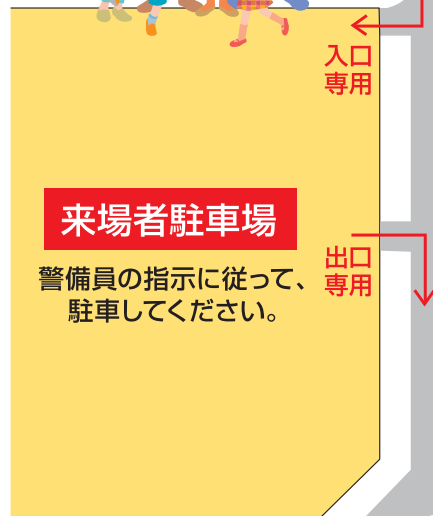 入口
専用
来場者駐車場
警備員の指示に従って、
駐車してください。
出口
専用